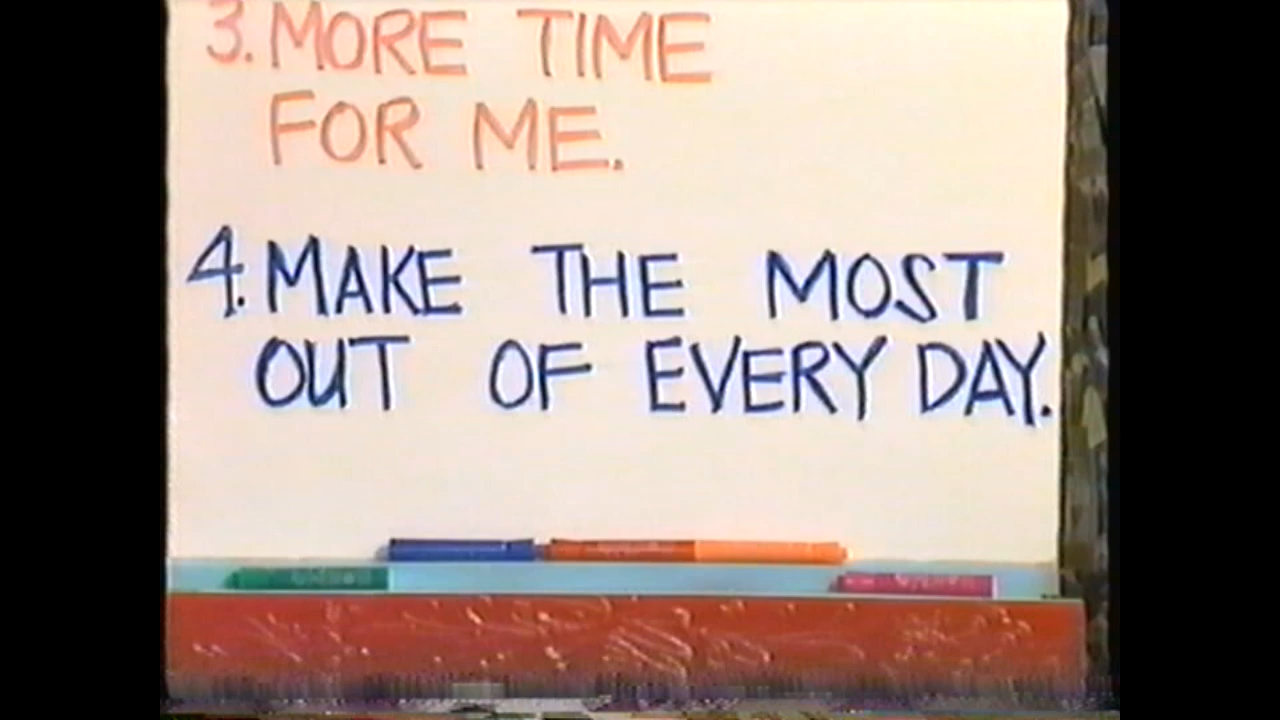 3. MORE TIME
FOR ME.
4. MAKE THE MOST
OUT OF EVERY DAY.